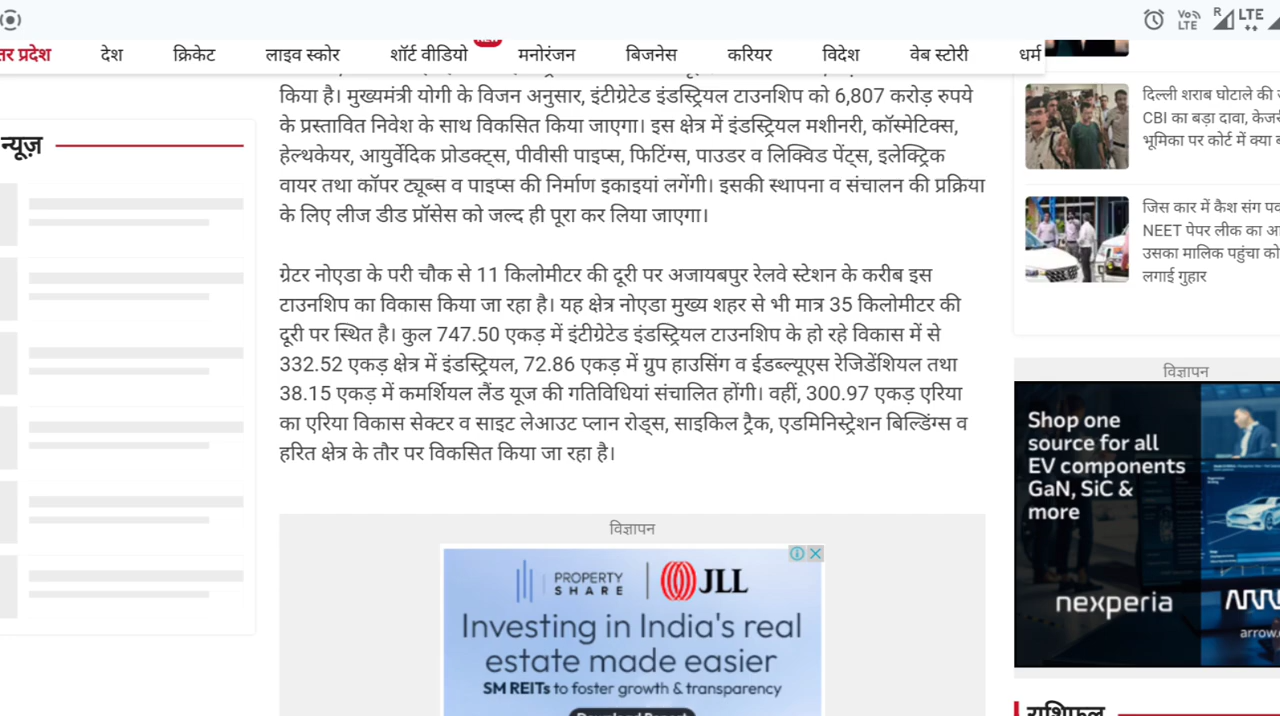 VoD LTE R LTE
तर प्रदेश देश क्रिकेट लाइव स्कोर शॉर्ट वीडियो NEW मनोरंजन बिजनेस करियर विदेश वेब स्टोरी धर्म
न्यूज़
किया है। मुख्यमंत्री योगी के विजन अनुसार, इंटीग्रेटेड इंडस्ट्रियल टाउनशिप को 6,807 करोड़ रुपये
के प्रस्तावित निवेश के साथ विकसित किया जाएगा। इस क्षेत्र में इंडस्ट्रियल मशीनरी, कॉस्मेटिक्स,
हेल्थकेयर, आयुर्वेदिक प्रोडक्ट्स, पीवीसी पाइप्स, फिटिंग्स, पाउडर व लिक्विड पेंट्स, इलेक्ट्रिक
वायर तथा कॉपर ट्यूब्स व पाइप्स की निर्माण इकाइयां लगेंगी। इसकी स्थापना व संचालन की प्रक्रिया
के लिए लीज डीड प्रॉसेस को जल्द ही पूरा कर लिया जाएगा।
ग्रेटर नोएडा के परी चौक से 11 किलोमीटर की दूरी पर अजायबपुर रेलवे स्टेशन के करीब इस
टाउनशिप का विकास किया जा रहा है। यह क्षेत्र नोएडा मुख्य शहर से भी मात्र 35 किलोमीटर की
दूरी पर स्थित है। कुल 747.50 एकड़ में इंटीग्रेटेड इंडस्ट्रियल टाउनशिप के हो रहे विकास में से
332.52 एकड़ क्षेत्र में इंडस्ट्रियल, 72.86 एकड़ में ग्रुप हाउसिंग व ईडब्ल्यूएस रेजिडेंशियल तथा
38.15 एकड़ में कमर्शियल लैंड यूज की गतिविधियां संचालित होंगी। वहीं, 300.97 एकड़ एरिया
का एरिया विकास सेक्टर व साइट लेआउट प्लान रोड्स, साइकिल ट्रैक, एडमिनिस्ट्रेशन बिल्डिंग्स व
हरित क्षेत्र के तौर पर विकसित किया जा रहा है।
विज्ञापन
PROPERTY SHARE JLL
Investing in India's real
estate made easier
SM REITs to foster growth & transparency
Download Report
दिल्ली शराब घोटाले की
CBI का बड़ा दावा,
भूमिका पर कोर्ट में क्या
जिस कार में कैश संग
NEET पेपर लीक का
उसका मालिक पहुंचा
लगाई गुहार
विज्ञापन
Shop one
source for all
EV components
GaN, SiC &
more
nexperia
arrow.
राशिफल